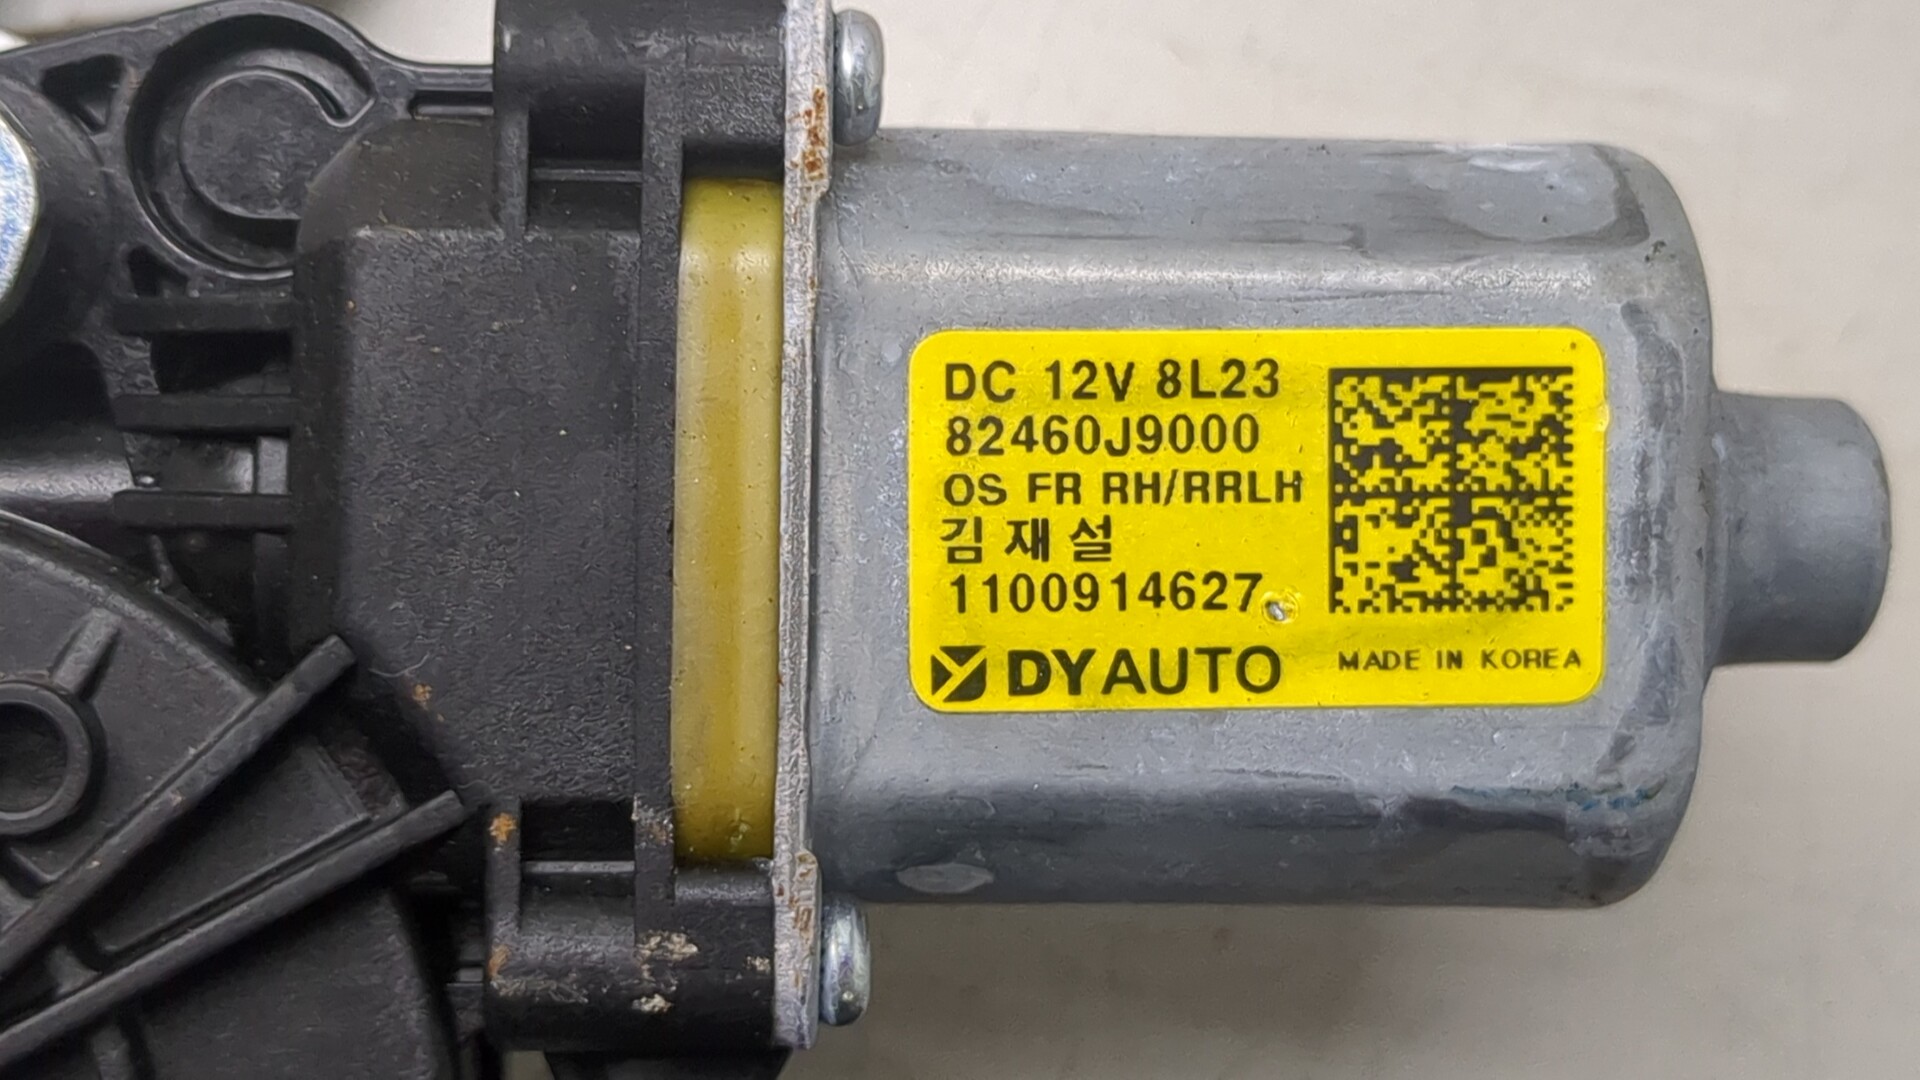 DC 12V 8L23
82460J9000
OS FR RH/RRLH
김재설
1100914627
DYAUTO
MADE IN KOREA